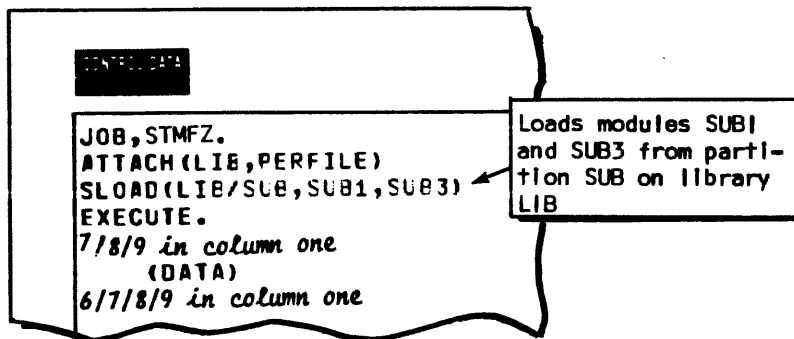 CONTROL DATA
JOB,STMFZ.
ATTACH(LIB,PERFILE)
SLOAD(LIB/SUB,SUB1,SUB3)
EXECUTE.
7/8/9 in column one
(DATA)
6/7/8/9 in column one
Loads modules SUB1
and SUB3 from parti-
tion SUB on library
LIB